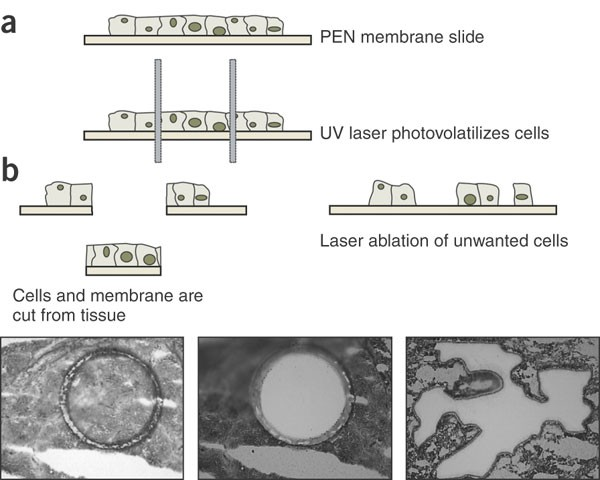 a
PEN membrane slide
UV laser photovolatilizes cells
b
Laser ablation of unwanted cells
Cells and membrane are
cut from tissue